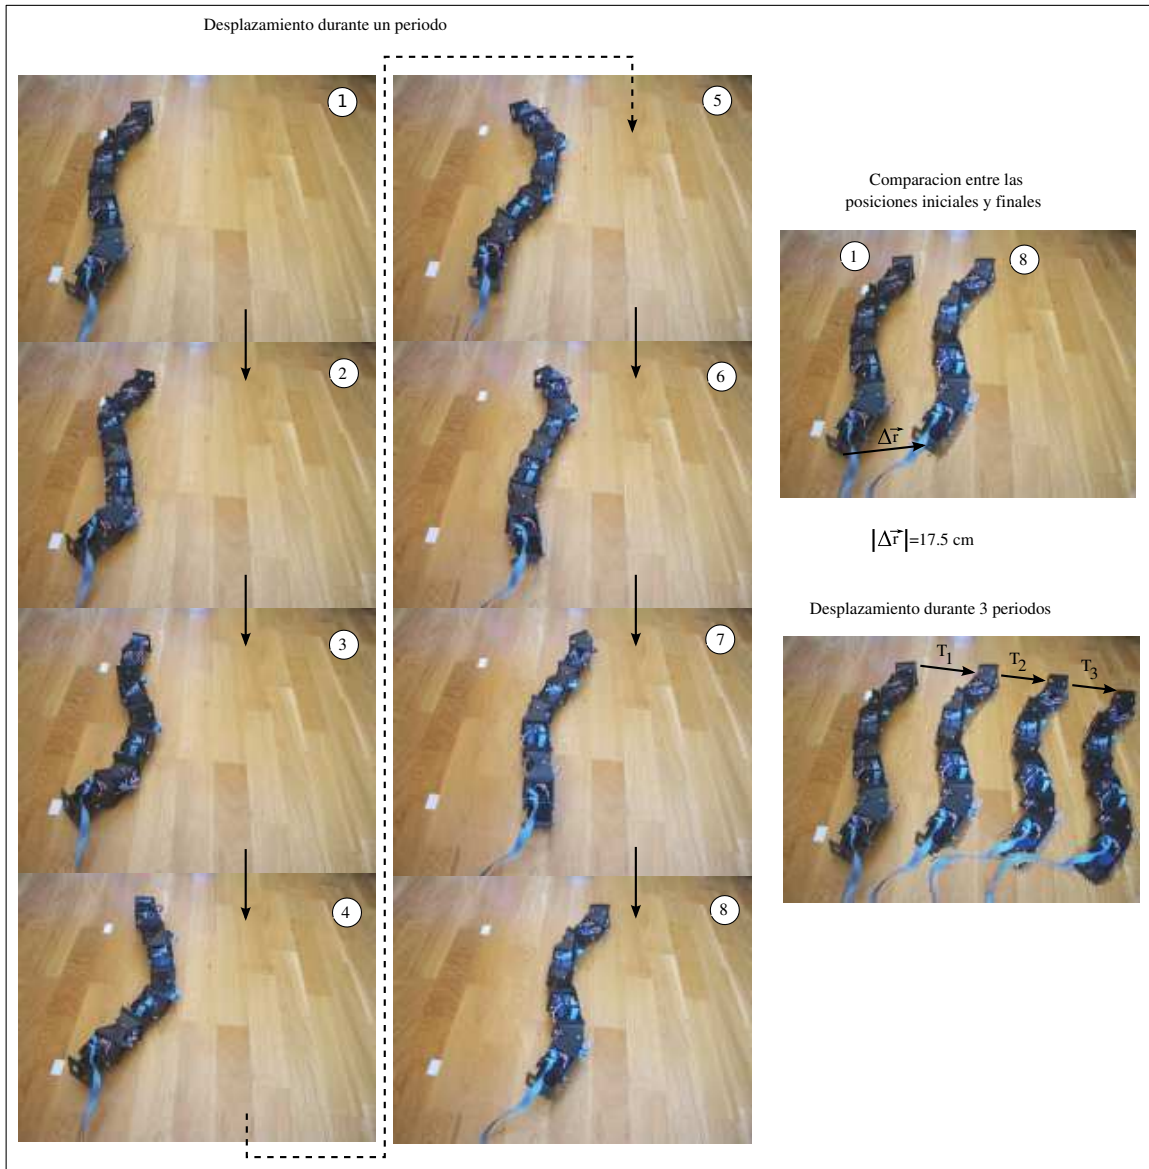 Desplazamiento durante un periodo
1
2
3
4
5
6
7
8
Comparacion entre las
posiciones iniciales y finales
1
8
Δr⃗
|Δr⃗|=17.5 cm
Desplazamiento durante 3 periodos
T1
T2
T3